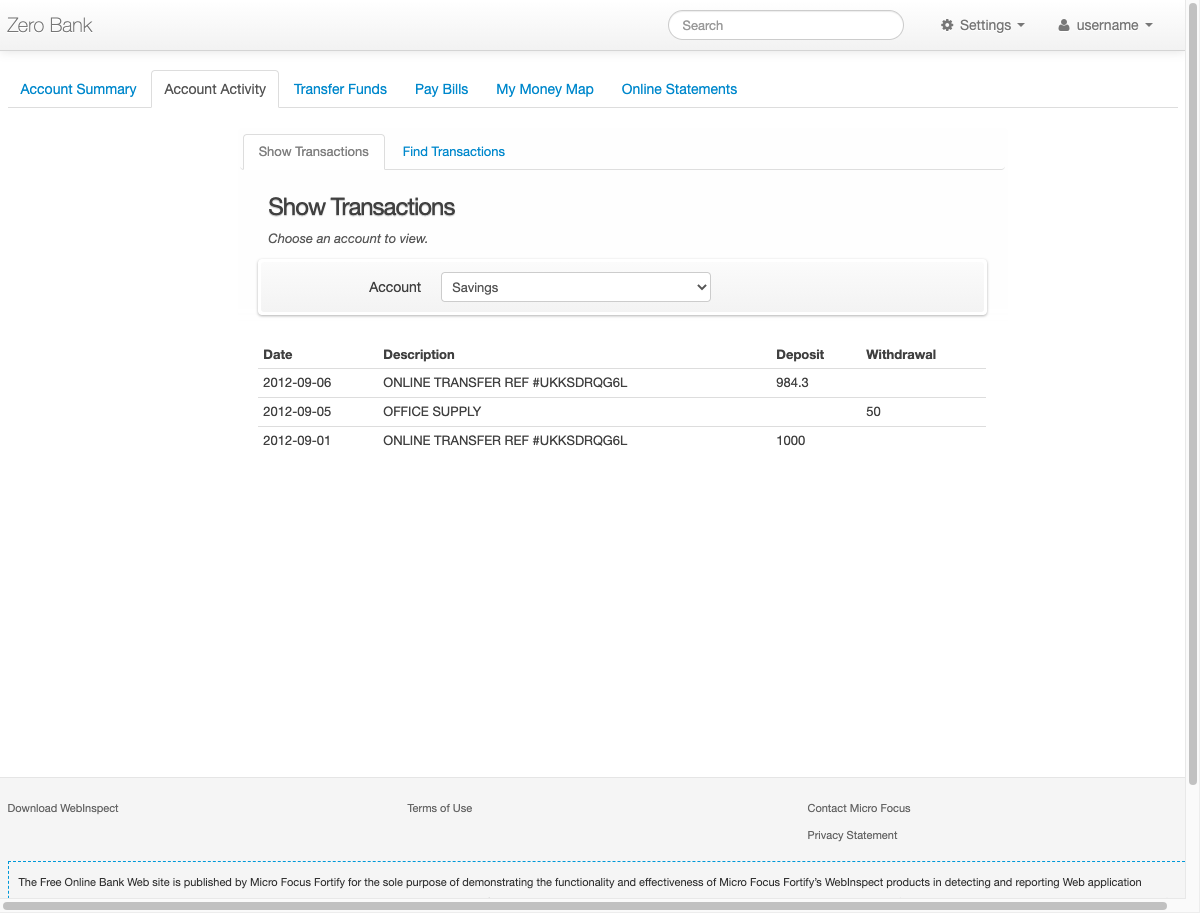 Zero Bank
Search
Settings
username
Account Summary
Account Activity
Transfer Funds
Pay Bills
My Money Map
Online Statements
Show Transactions
Find Transactions
Show Transactions
Choose an account to view.
Account
Savings
Date Description Deposit Withdrawal
2012-09-06 ONLINE TRANSFER REF #UKKSDRQG6L 984.3
2012-09-05 OFFICE SUPPLY 50
2012-09-01 ONLINE TRANSFER REF #UKKSDRQG6L 1000
Download WebInspect
Terms of Use
Contact Micro Focus
Privacy Statement
The Free Online Bank Web site is published by Micro Focus Fortify for the sole purpose of demonstrating the functionality and effectiveness of Micro Focus Fortify's WebInspect products in detecting and reporting Web application